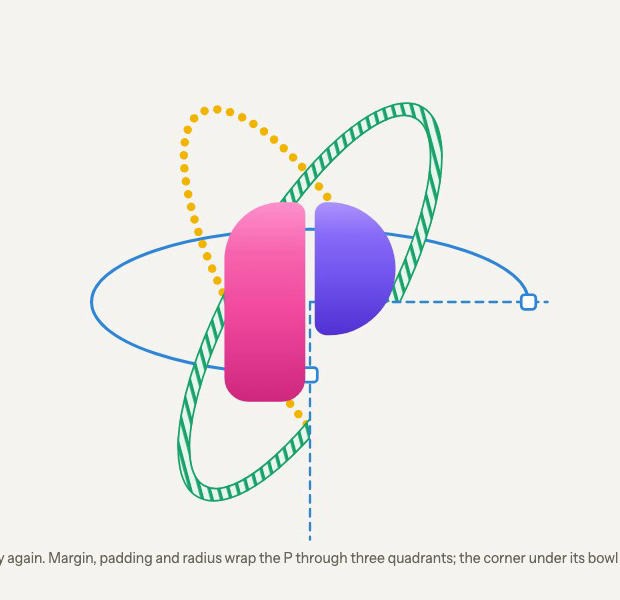 again. Margin, padding and radius wrap the P through three quadrants; the corner under its bowl